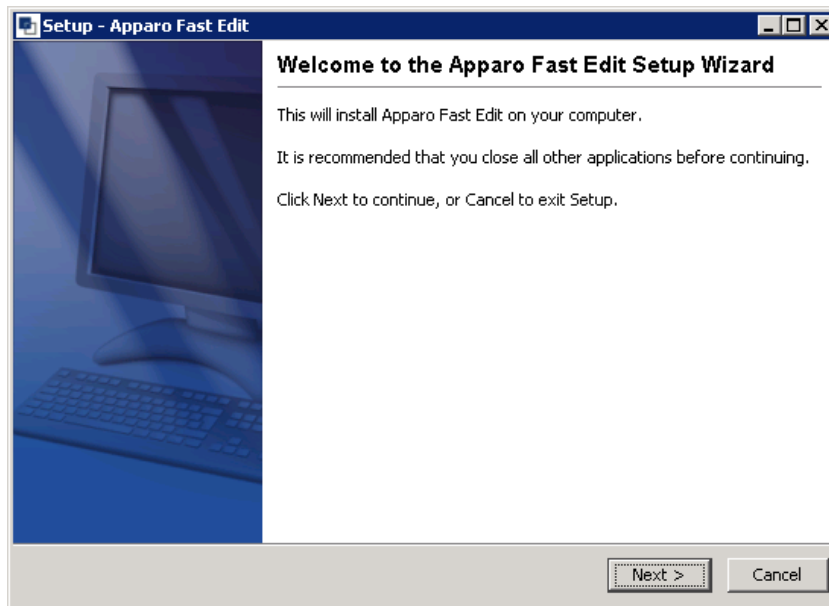 Setup - Apparo Fast Edit
Welcome to the Apparo Fast Edit Setup Wizard
This will install Apparo Fast Edit on your computer.
It is recommended that you close all other applications before continuing.
Click Next to continue, or Cancel to exit Setup.
Next >
Cancel